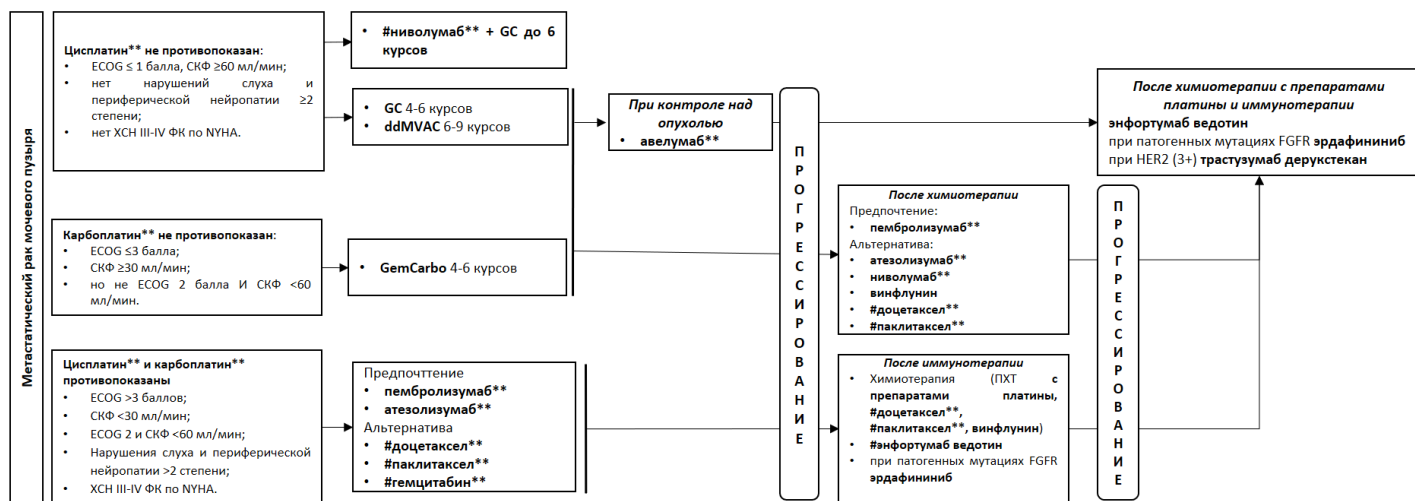 Метастатический рак мочевого пузыря
Цисплатин** не противопоказан:
• ECOG ≤ 1 балла, СКФ ≥60 мл/мин;
• нет нарушений слуха и
периферической нейропатии ≥2
степени;
• нет ХСН III-IV ФК по NYHA.
• #ниволумаб** + GC до 6
курсов
• GC 4-6 курсов
• ddMVAC 6-9 курсов
При контроле над
опухолью
• авелумаб**
Карбоплатин** не противопоказан:
• ECOG ≤3 балла;
• СКФ ≥30 мл/мин;
• но не ECOG 2 балла И СКФ <60
мл/мин.
• GemCarbo 4-6 курсов
Цисплатин** и карбоплатин**
противопоказаны
• ECOG >3 баллов;
• СКФ <30 мл/мин;
• ECOG 2 и СКФ <60 мл/мин;
• Нарушения слуха и периферической
нейропатии >2 степени;
• ХСН III-IV ФК по NYHA.
Предпочттение
• пембролизумаб**
• атезолизумаб**
Альтернатива
• #доцетаксел**
• #паклитаксел**
• #гемцитабин**
ПРОГРЕССИРОВАНИЕ
После химиотерапии
Предпочтение:
• пембролизумаб**
Альтернатива:
• атезолизумаб**
• ниволумаб**
• винфлунин
• #доцетаксел**
• #паклитаксел**
После иммунотерапии
• Химиотерапия (ПХТ с
препаратами платины,
#доцетаксел**,
#паклитаксел**, винфлунин)
• #энфортумаб ведотин
• при патогенных мутациях FGFR
эрдафининиб
ПРОГРЕССИРОВАНИЕ
После химиотерапии с препаратами
платины и иммунотерапии
энфортумаб ведотин
при патогенных мутациях FGFR эрдафининиб
при HER2 (3+) трастузумаб дерукстекан